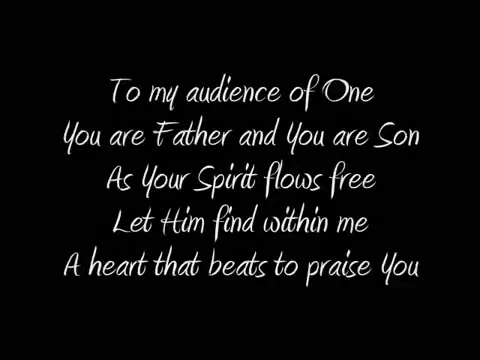 To my audience of One
You are Father and You are Son
As Your Spirit flows free
Let Him find within me
A heart that beats to praise You